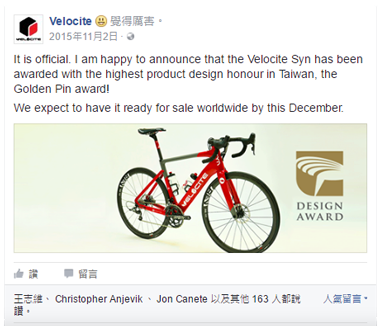 VELOCITE
Velocite 覺得厲害。
2015年11月2日 ·
It is official. I am happy to announce that the Velocite Syn has been
awarded with the highest product design honour in Taiwan, the
Golden Pin award!
We expect to have it ready for sale worldwide by this December.
VELOCITE
DESIGN
AWARD
讚 留言
王志維、 Christopher Anjevik、 Jon Canete 以及其他 163 人都說 人氣留言
讚。